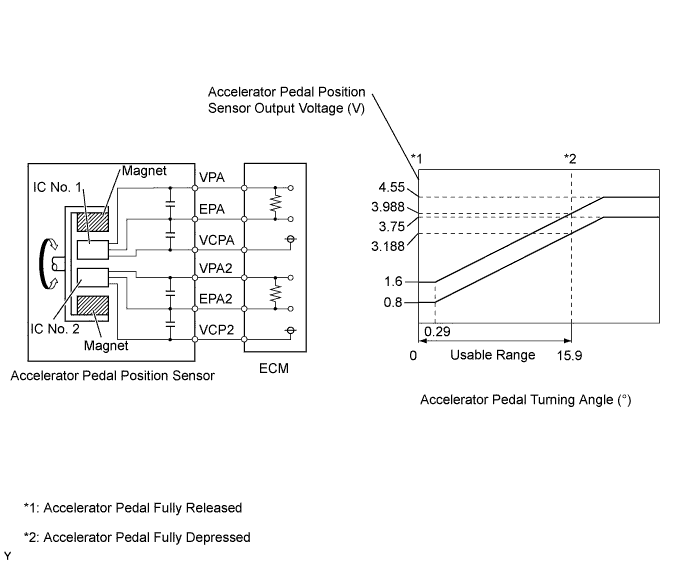 Accelerator Pedal Position
Sensor Output Voltage (V)
*1
*2
Magnet
IC No. 1
VPA
EPA
VCPA
VPA2
EPA2
VCP2
IC No. 2
Magnet
ECM
Accelerator Pedal Position Sensor
4.55
3.988
3.75
3.188
1.6
0.8
0.29
0
Usable Range
15.9
Accelerator Pedal Turning Angle (°)
*1: Accelerator Pedal Fully Released
*2: Accelerator Pedal Fully Depressed
Y